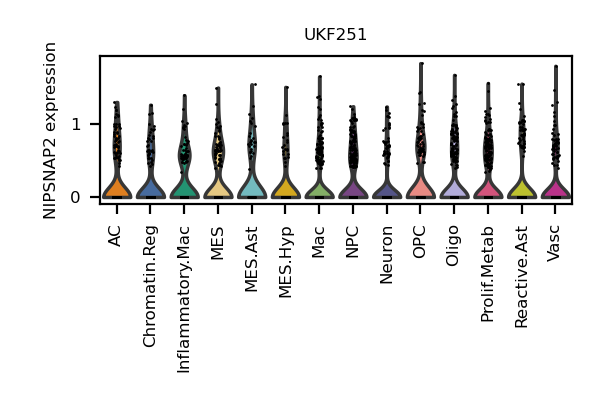 UKF251
NIPSNAP2 expression
1
0
AC
Chromatin.Reg
Inflammatory.Mac
MES
MES.Ast
MES.Hyp
Mac
NPC
Neuron
OPC
Oligo
Prolif.Metab
Reactive.Ast
Vasc